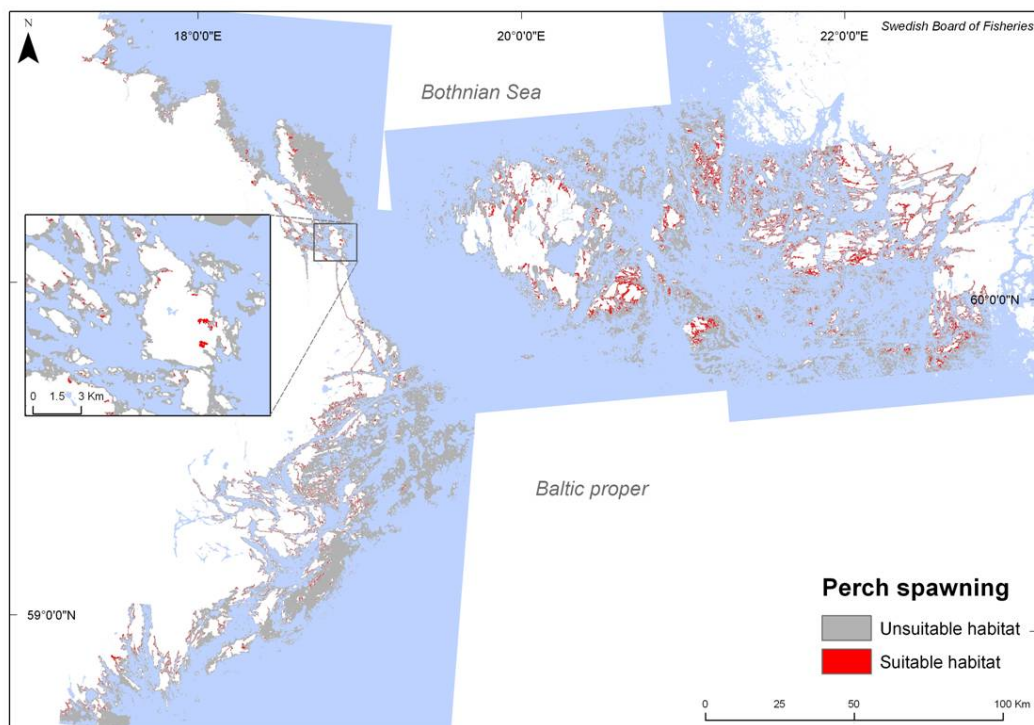 N
18°0'0"E
20°0'0"E
22°0'0"E
Swedish Board of Fisheries
Bothnian Sea
60°0'0"N
0 1.5 3 Km
Baltic proper
59°0'0"N
Perch spawning
Unsuitable habitat
Suitable habitat
0 25 50 100 Km